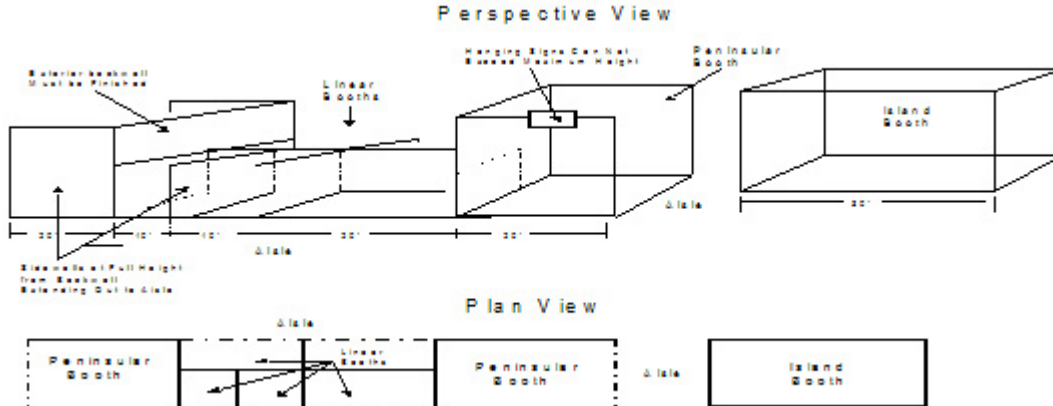 Perspective View
Hanging Signs Can Not
Exceed Maximum Height
Peninsular
Booth
Exterior backwall
Must be Finished
Linear
Booths
Island
Booth
Aisle
Aisle
Sidewalls at Full Height
from Backwall
Extending Out to Aisle
Plan View
Aisle
Peninsular
Booth
Linear
Booths
Peninsular
Booth
Aisle
Island
Booth